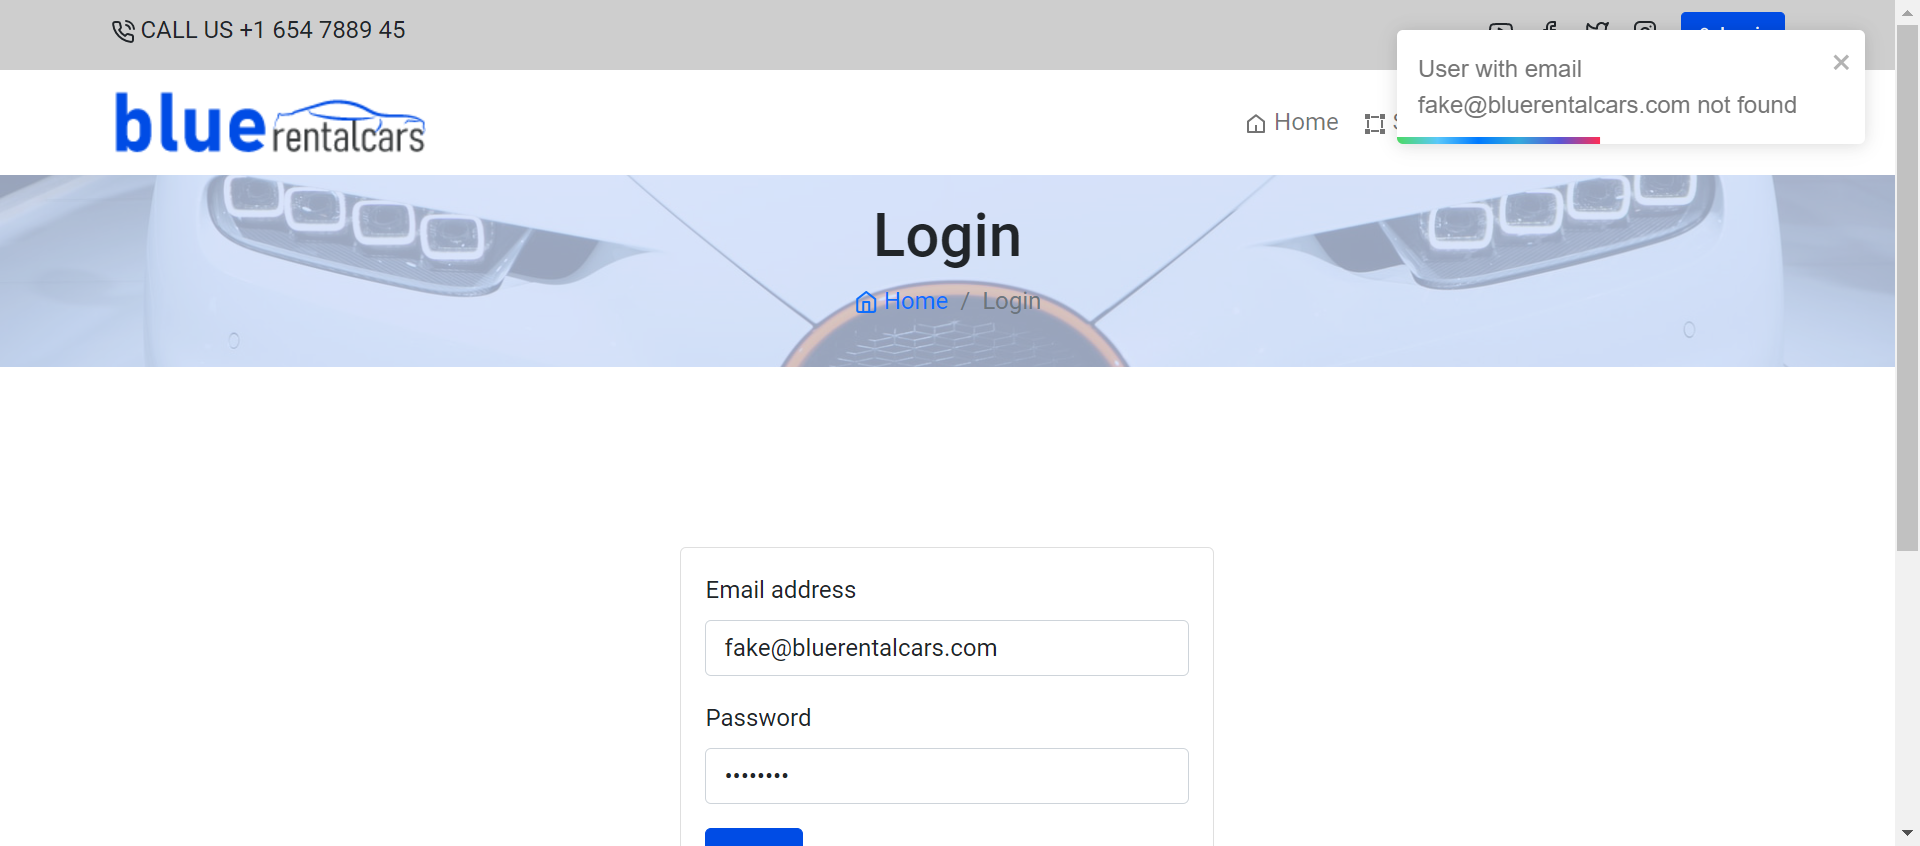 CALL US +1 654 7889 45
User with email
fake@bluerentalcars.com not found
blue rentalcars
Home
Login
Home / Login
Email address
fake@bluerentalcars.com
Password
••••••••